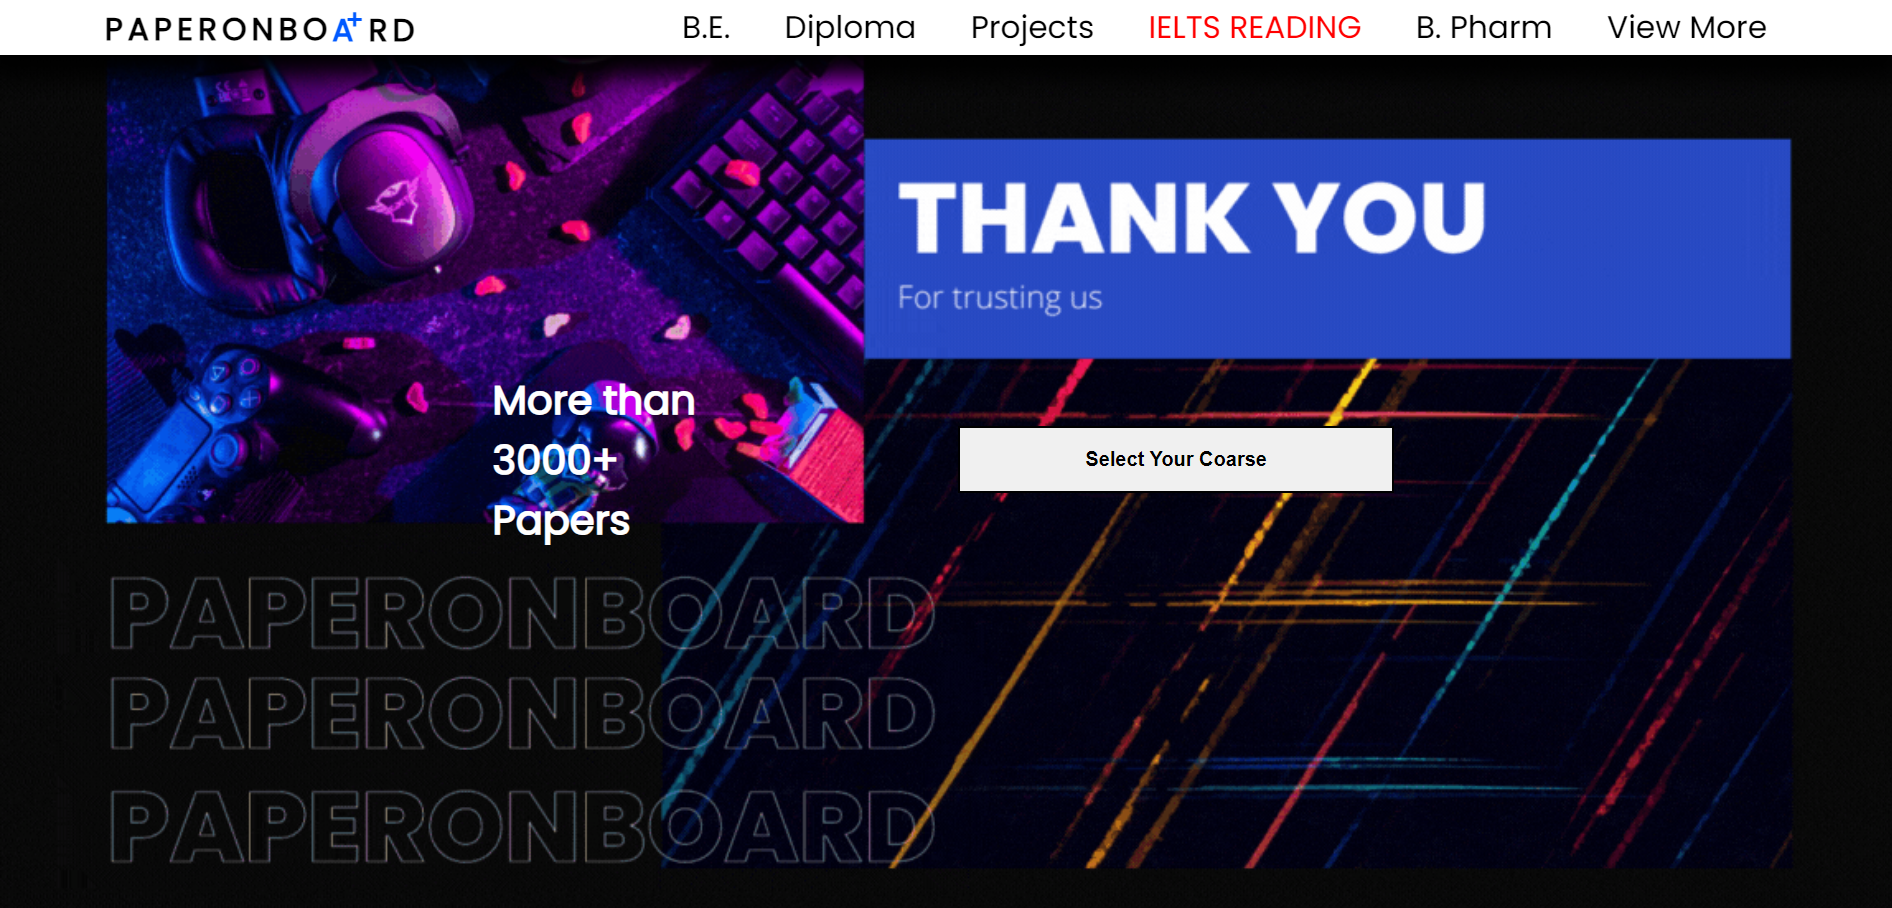 PAPERONBOA+RD
B.E.
Diploma
Projects
IELTS READING
B. Pharm
View More
THANK YOU
For trusting us
More than
3000+
Papers
Select Your Coarse
PAPERONBOARD
PAPERONBOARD
PAPERONBOARD